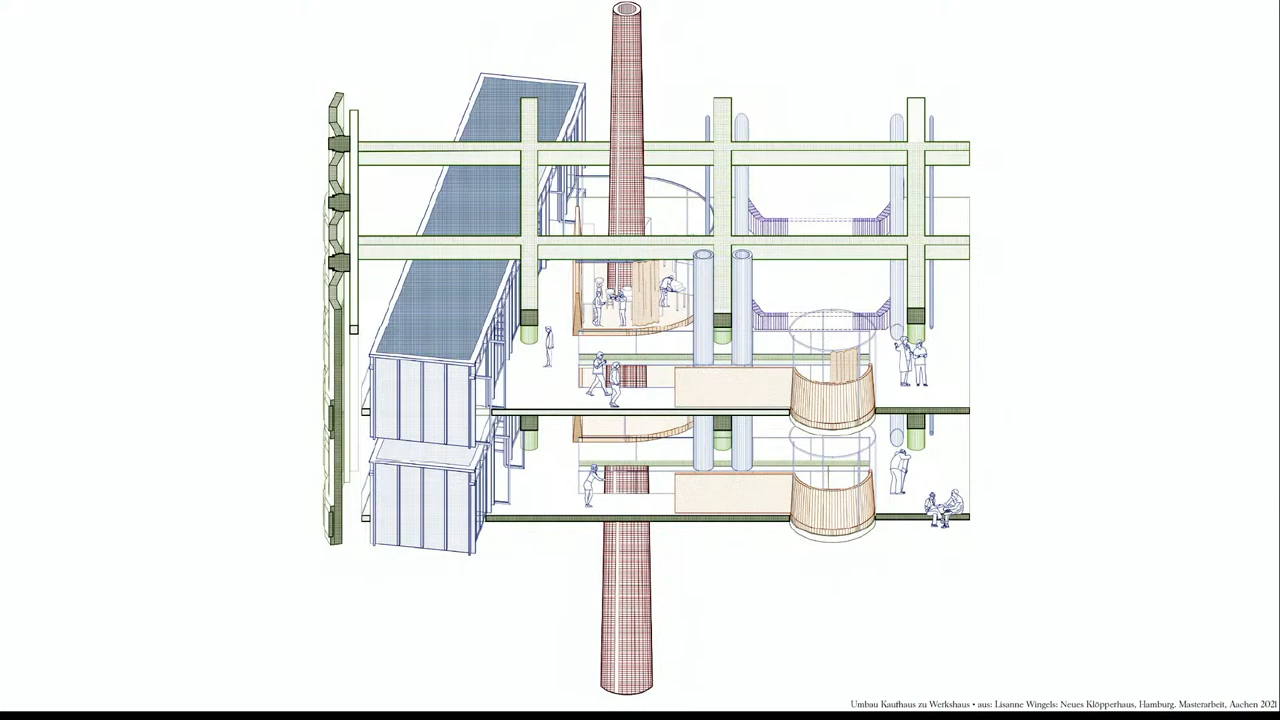 Umbau Kaufhaus zu Werkshaus • aus: Lisanne Wingels: Neues Klöpperhaus, Hamburg. Masterarbeit, Aachen 2021